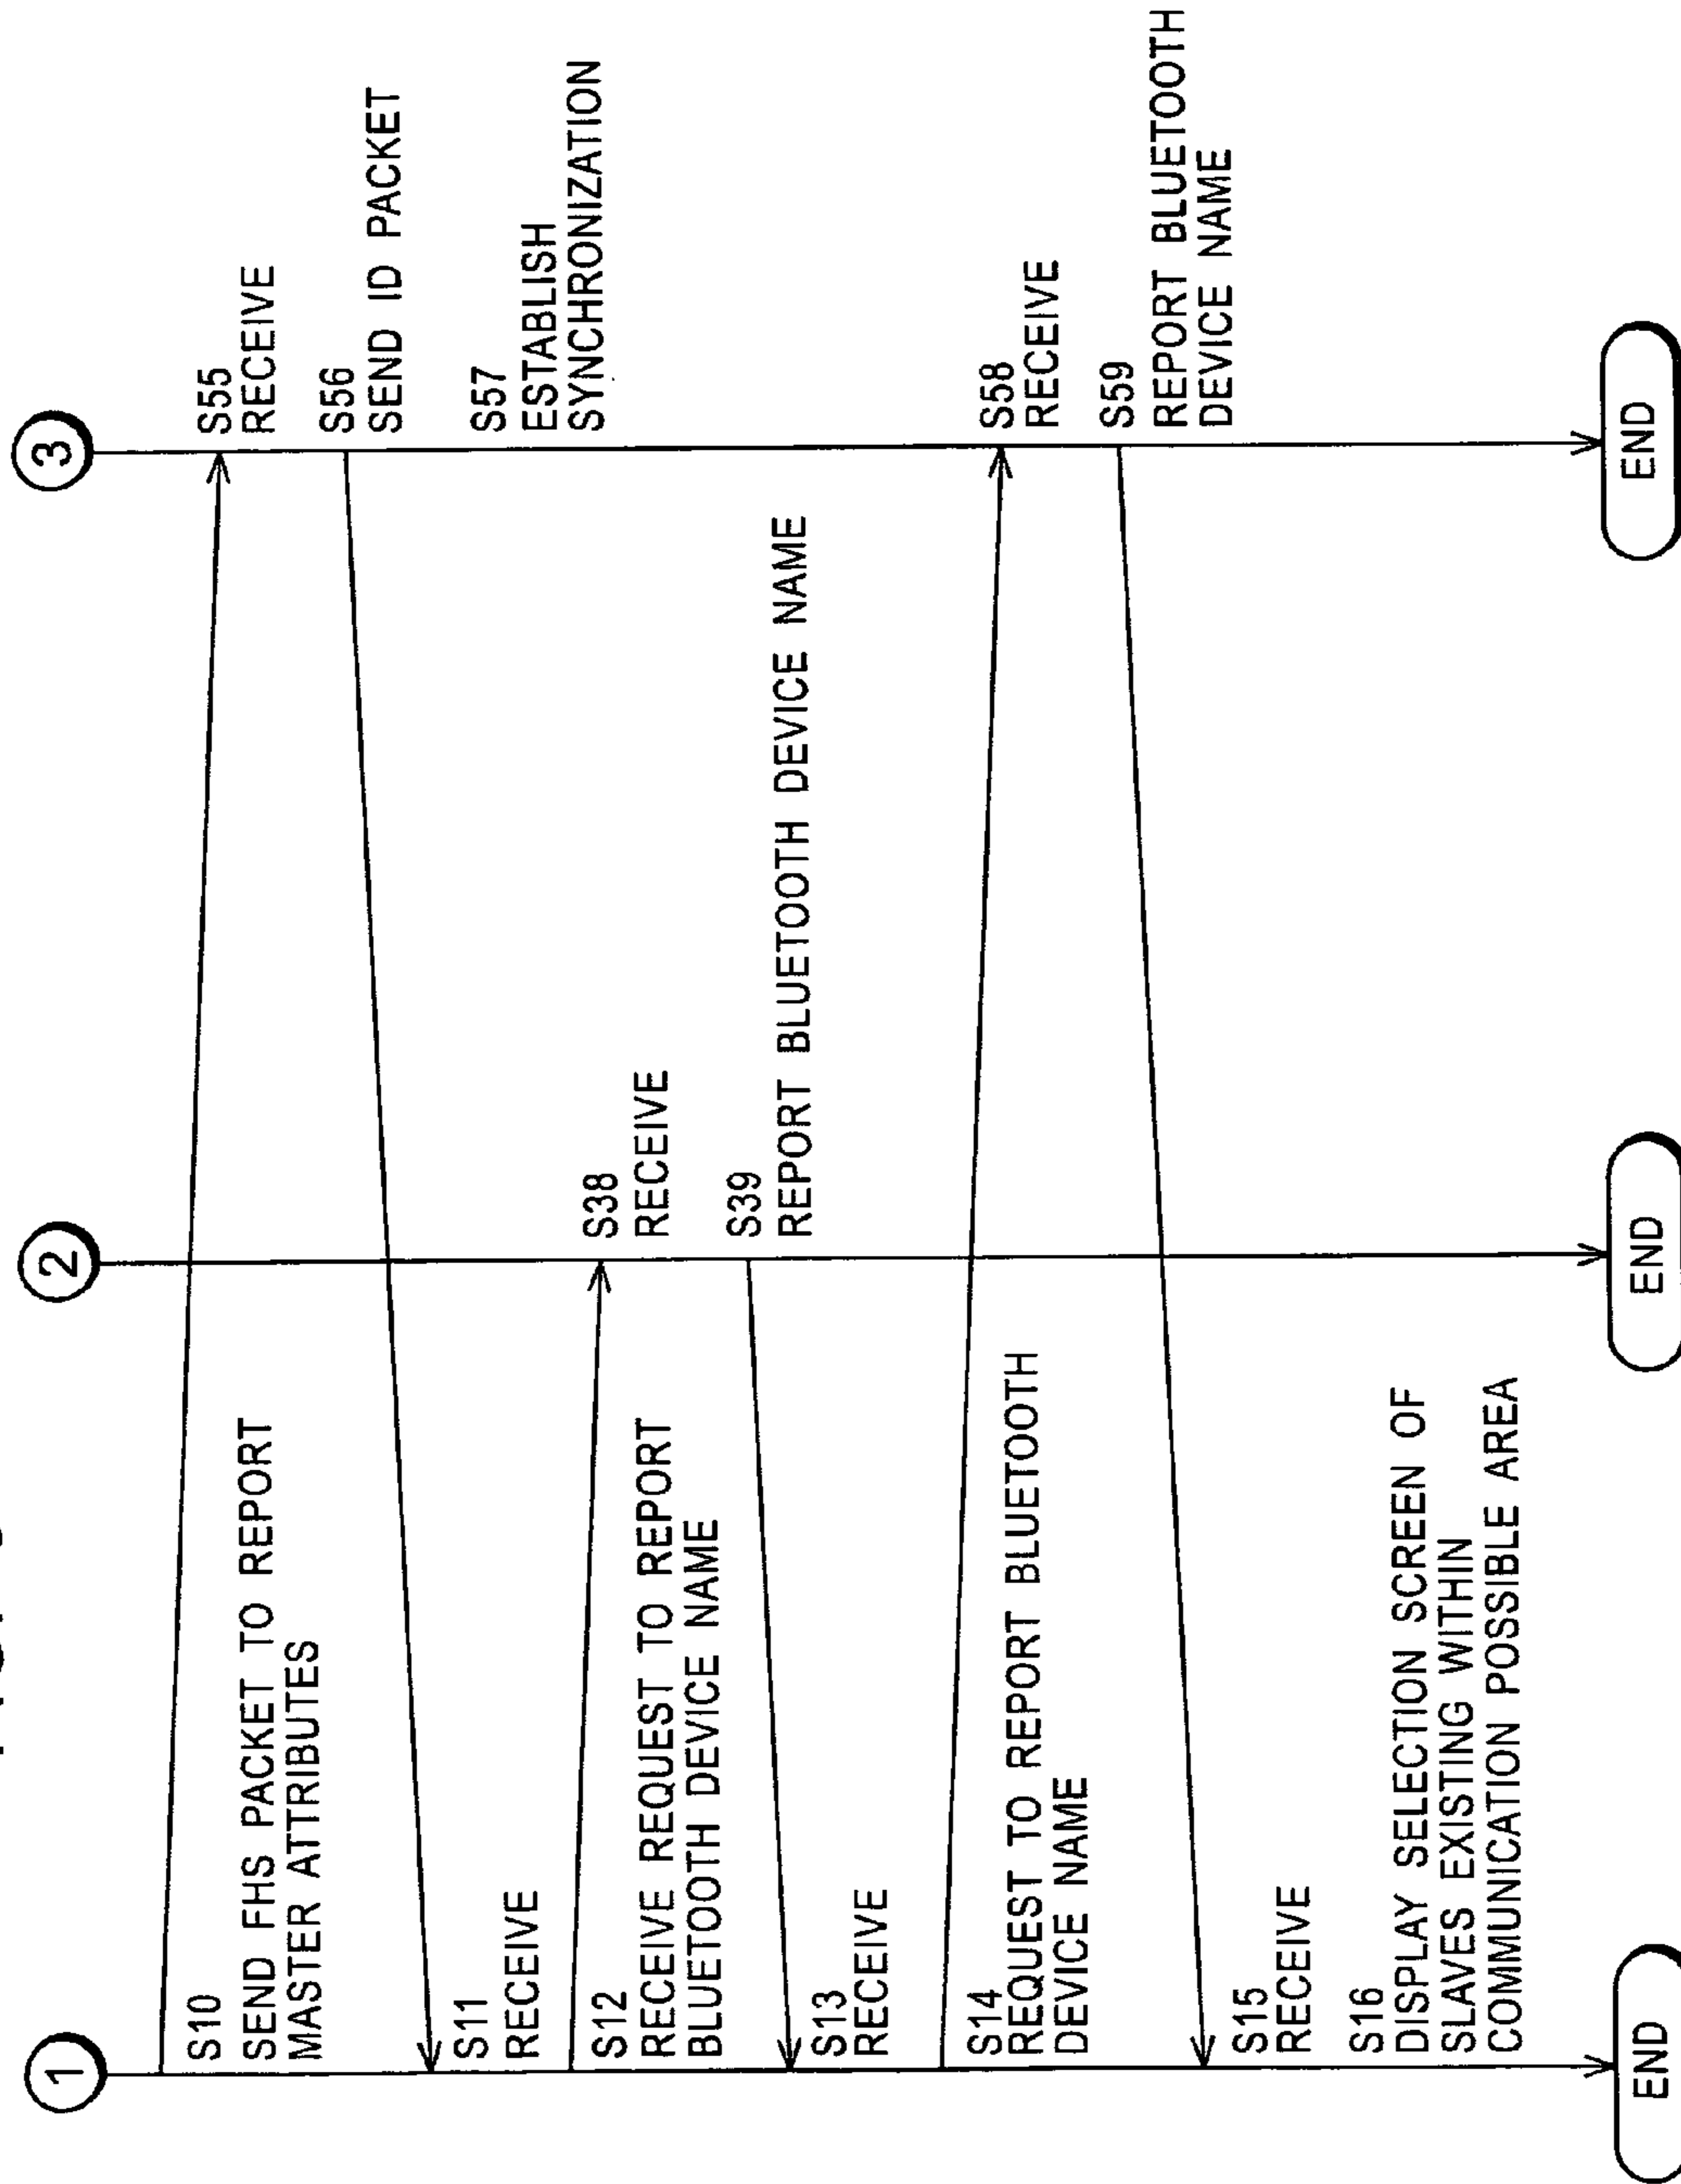 1
S10
SEND FHS PACKET TO REPORT
MASTER ATTRIBUTES
S11
RECEIVE
S12
RECEIVE REQUEST TO REPORT
BLUETOOTH DEVICE NAME
S13
RECEIVE
S14
REQUEST TO REPORT BLUETOOTH
DEVICE NAME
S15
RECEIVE
S16
DISPLAY SELECTION SCREEN OF
SLAVES EXISTING WITHIN
COMMUNICATION POSSIBLE AREA
END
2
S38
RECEIVE
S39
REPORT BLUETOOTH DEVICE NAME
END
3
S55
RECEIVE
S56
SEND ID PACKET
S57
ESTABLISH
SYNCHRONIZATION
S58
RECEIVE
S59
REPORT BLUETOOTH
DEVICE NAME
END